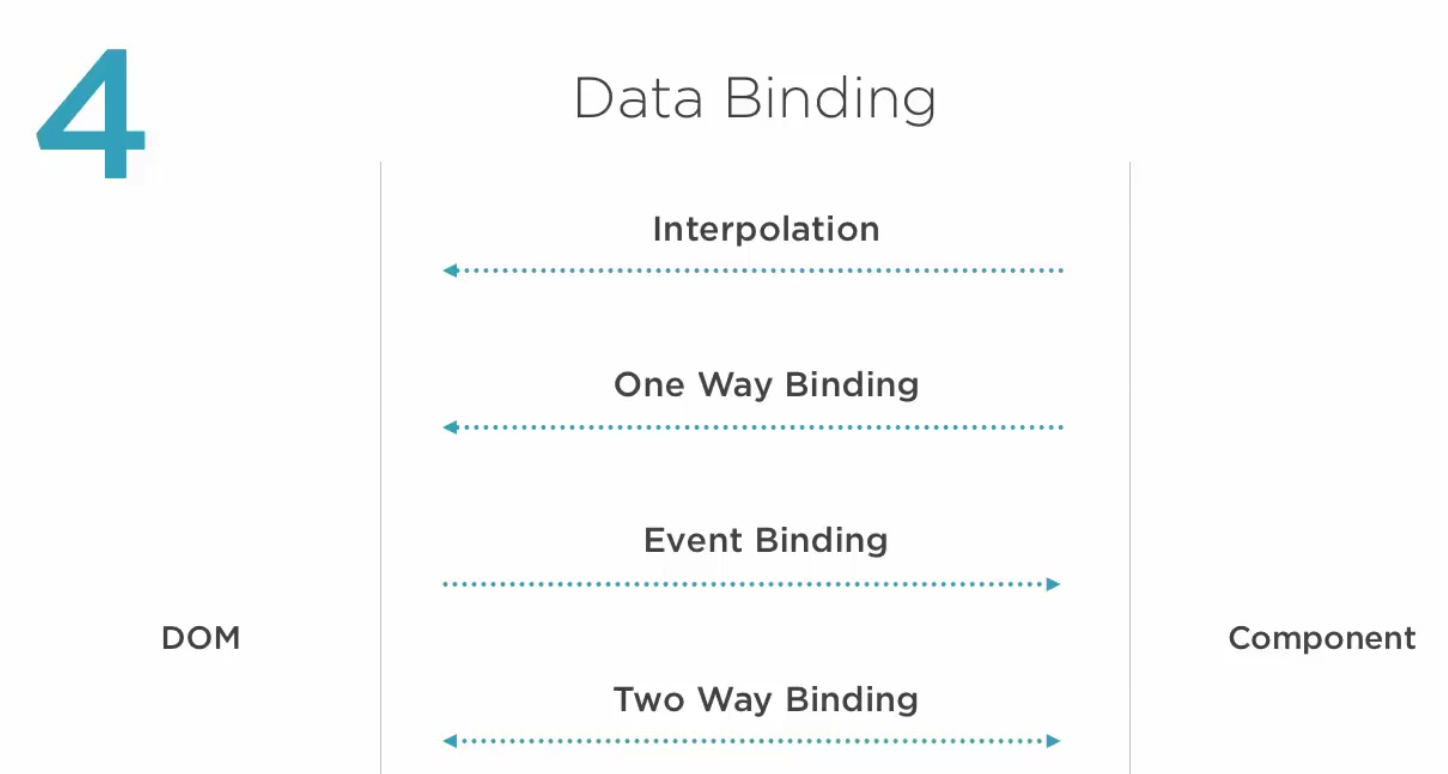 4
Data Binding
Interpolation
One Way Binding
Event Binding
DOM
Component
Two Way Binding